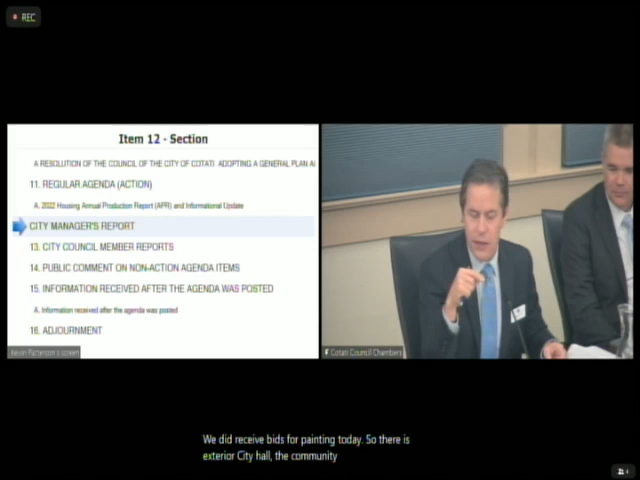 REC
Item 12 - Section
A RESOLUTION OF THE COUNCIL OF THE CITY OF COTATI ADOPTING A GENERAL PLAN A
11. REGULAR AGENDA (ACTION)
A. 2022 Housing Annual Production Report (APR) and Informational Update
CITY MANAGER'S REPORT
13. CITY COUNCIL MEMBER REPORTS
14. PUBLIC COMMENT ON NON-ACTION AGENDA ITEMS
15. INFORMATION RECEIVED AFTER THE AGENDA WAS POSTED
A. Information received after the agenda was posted
16. ADJOURNMENT
Kevin Patterson's screen
Cotati Council Chambers
We did receive bids for painting today. So there is
exterior City hall, the community